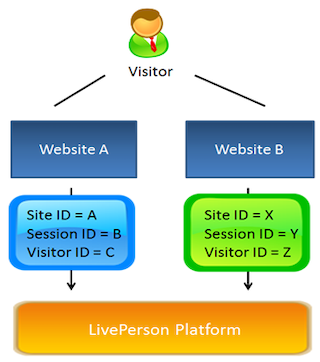 Visitor
Website A
Website B
Site ID = A
Session ID = B
Visitor ID = C
Site ID = X
Session ID = Y
Visitor ID = Z
LivePerson Platform